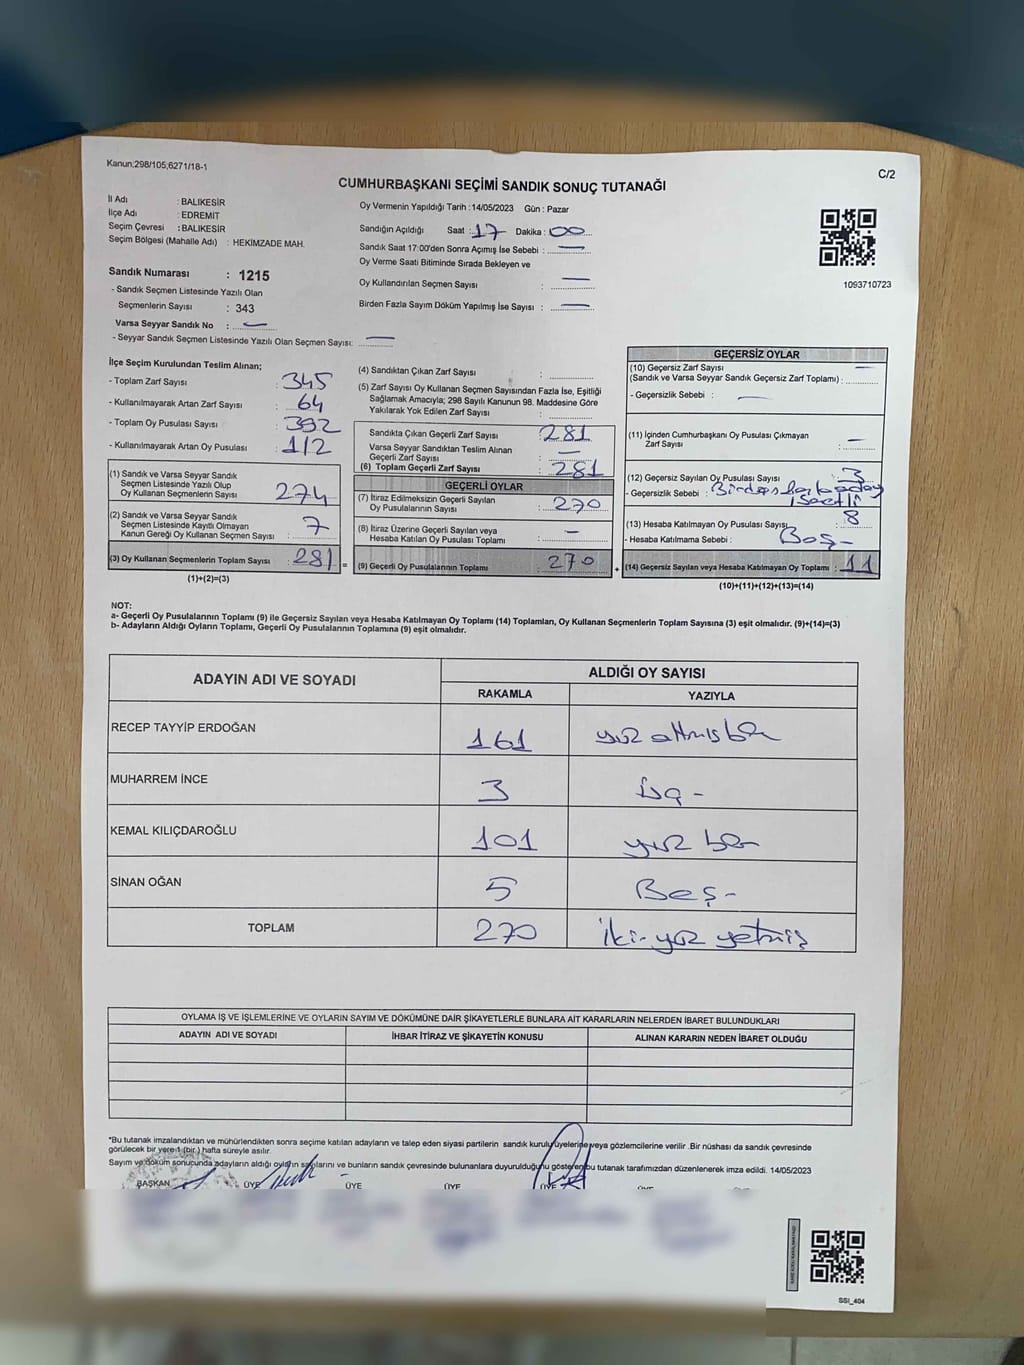 Kanun:298/105,6271/18-1
C/2
CUMHURBAŞKANI SEÇİMİ SANDIK SONUÇ TUTANAĞI
İl Adı : BALIKESİR
İlçe Adı : EDREMIT
Seçim Çevresi : BALIKESİR
Seçim Bölgesi (Mahalle Adı) : HEKİMZADE MAH.
Sandık Numarası : 1215
- Sandık Seçmen Listesinde Yazılı Olan
Seçmenlerin Sayısı : 343
Varsa Seyyar Sandık No : —
- Seyyar Sandık Seçmen Listesinde Yazılı Olan Seçmen Sayısı: —
Oy Vermenin Yapıldığı Tarih :14/05/2023 Gün : Pazar
Sandığın Açıldığı Saat : 17 Dakika : 00
Sandık Saat 17:00'den Sonra Açımış İse Sebebi : —
Oy Verme Saati Bitiminde Sırada Bekleyen ve
Oy Kullandırılan Seçmen Sayısı : —
Birden Fazla Sayım Döküm Yapılmış İse Sayısı : —
1093710723
İlçe Seçim Kurulundan Teslim Alınan;
- Toplam Zarf Sayısı : 345
- Kullanılmayarak Artan Zarf Sayısı : 64
- Toplam Oy Pusulası Sayısı : 392
- Kullanılmayarak Artan Oy Pusulası : 112
(1) Sandık ve Varsa Seyyar Sandık
Seçmen Listesinde Yazılı Olup
Oy Kullanan Seçmenlerin Sayısı : 274
(2) Sandık ve Varsa Seyyar Sandık
Seçmen Listesinde Kayıtlı Olmayan
Kanun Gereği Oy Kullanan Seçmen Sayısı : 7
(3) Oy Kullanan Seçmenlerin Toplam Sayısı : 281 =
(1)+(2)=(3)
(4) Sandıktan Çıkan Zarf Sayısı :
(5) Zarf Sayısı Oy Kullanan Seçmen Sayısından Fazla İse, Eşitliği
Sağlamak Amacıyla; 298 Sayılı Kanunun 98. Maddesine Göre
Yakılarak Yok Edilen Zarf Sayısı :
Sandıkta Çıkan Geçerli Zarf Sayısı : 281
Varsa Seyyar Sandıktan Teslim Alınan
Geçerli Zarf Sayısı : —
(6) Toplam Geçerli Zarf Sayısı : 281
GEÇERLİ OYLAR
(7) İtiraz Edilmeksizin Geçerli Sayılan
Oy Pusulalarının Sayısı : 270
(8) İtiraz Üzerine Geçerli Sayılan veya
Hesaba Katılan Oy Pusulası Toplamı : —
(9) Geçerli Oy Pusulalarının Toplamı : 270 +
GEÇERSİZ OYLAR
(10) Geçersiz Zarf Sayısı
(Sandık ve Varsa Seyyar Sandık Geçersiz Zarf Toplamı) : —
- Geçersizlik Sebebi : —
(11) İçinden Cumhurbaşkanı Oy Pusulası Çıkmayan
Zarf Sayısı : —
(12) Geçersiz Sayılan Oy Pusulası Sayısı : 3
- Geçersizlik Sebebi :
(13) Hesaba Katılmayan Oy Pusulası Sayısı : 8
- Hesaba Katılmama Sebebi : Boş-
(14) Geçersiz Sayılan veya Hesaba Katılmayan Oy Toplamı : 11
(10)+(11)+(12)+(13)=(14)
NOT:
a- Geçerli Oy Pusulalarının Toplamı (9) ile Geçersiz Sayılan veya Hesaba Katılmayan Oy Toplamı (14) Toplamları, Oy Kullanan Seçmenlerin Toplam Sayısına (3) eşit olmalıdır. (9)+(14)=(3)
b- Adayların Aldığı Oyların Toplamı, Geçerli Oy Pusulalarının Toplamına (9) eşit olmalıdır.
ADAYIN ADI VE SOYADI
ALDIĞI OY SAYISI
RAKAMLA YAZIYLA
RECEP TAYYIP ERDOĞAN 161 yüz altmış bir
MUHARREM İNCE 3 üç -
KEMAL KILIÇDAROĞLU 101 yüz bir
SİNAN OĞAN 5 Beş-
TOPLAM 270 iki-yüz yetmiş
OYLAMA İŞ VE İŞLEMLERİNE VE OYLARIN SAYIM VE DÖKÜMÜNE DAİR ŞİKAYETLERLE BUNLARA AİT KARARLARIN NELERDEN İBARET BULUNDUKLARI
ADAYIN ADI VE SOYADI İHBAR İTİRAZ VE ŞİKAYETİN KONUSU ALINAN KARARIN NEDEN İBARET OLDUĞU
*Bu tutanak imzalandıktan ve mühürlendikten sonra seçime katılan adayların ve talep eden siyasi partilerin sandık kurulu üyelerine veya gözlemcilerine verilir .Bir nüshası da sandık çevresinde
görülecek bir yere 1 (bir.) hafta süreyle asılır.
Sayım ve döküm sonucunda adayların aldığı oyların sayılarını ve bunların sandık çevresinde bulunanlara duyurulduğunu gösteren bu tutanak tarafımızdan düzenlenerek imza edildi. 14/05/2023
BAŞKAN ÜYE ÜYE ÜYE ÜYE ÜYE
SSI_404